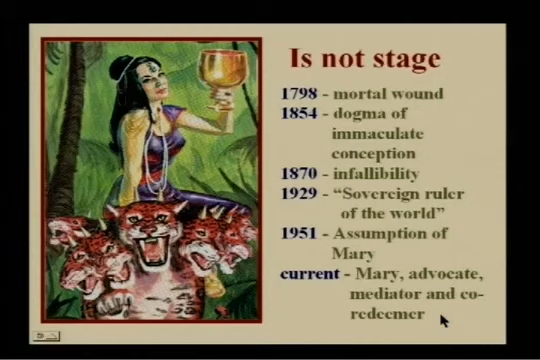 Is not stage
1798 - mortal wound
1854 - dogma of
immaculate
conception
1870 - infallibility
1929 - “Sovereign ruler
of the world”
1951 - Assumption of
Mary
current - Mary, advocate,
mediator and co-
redeemer